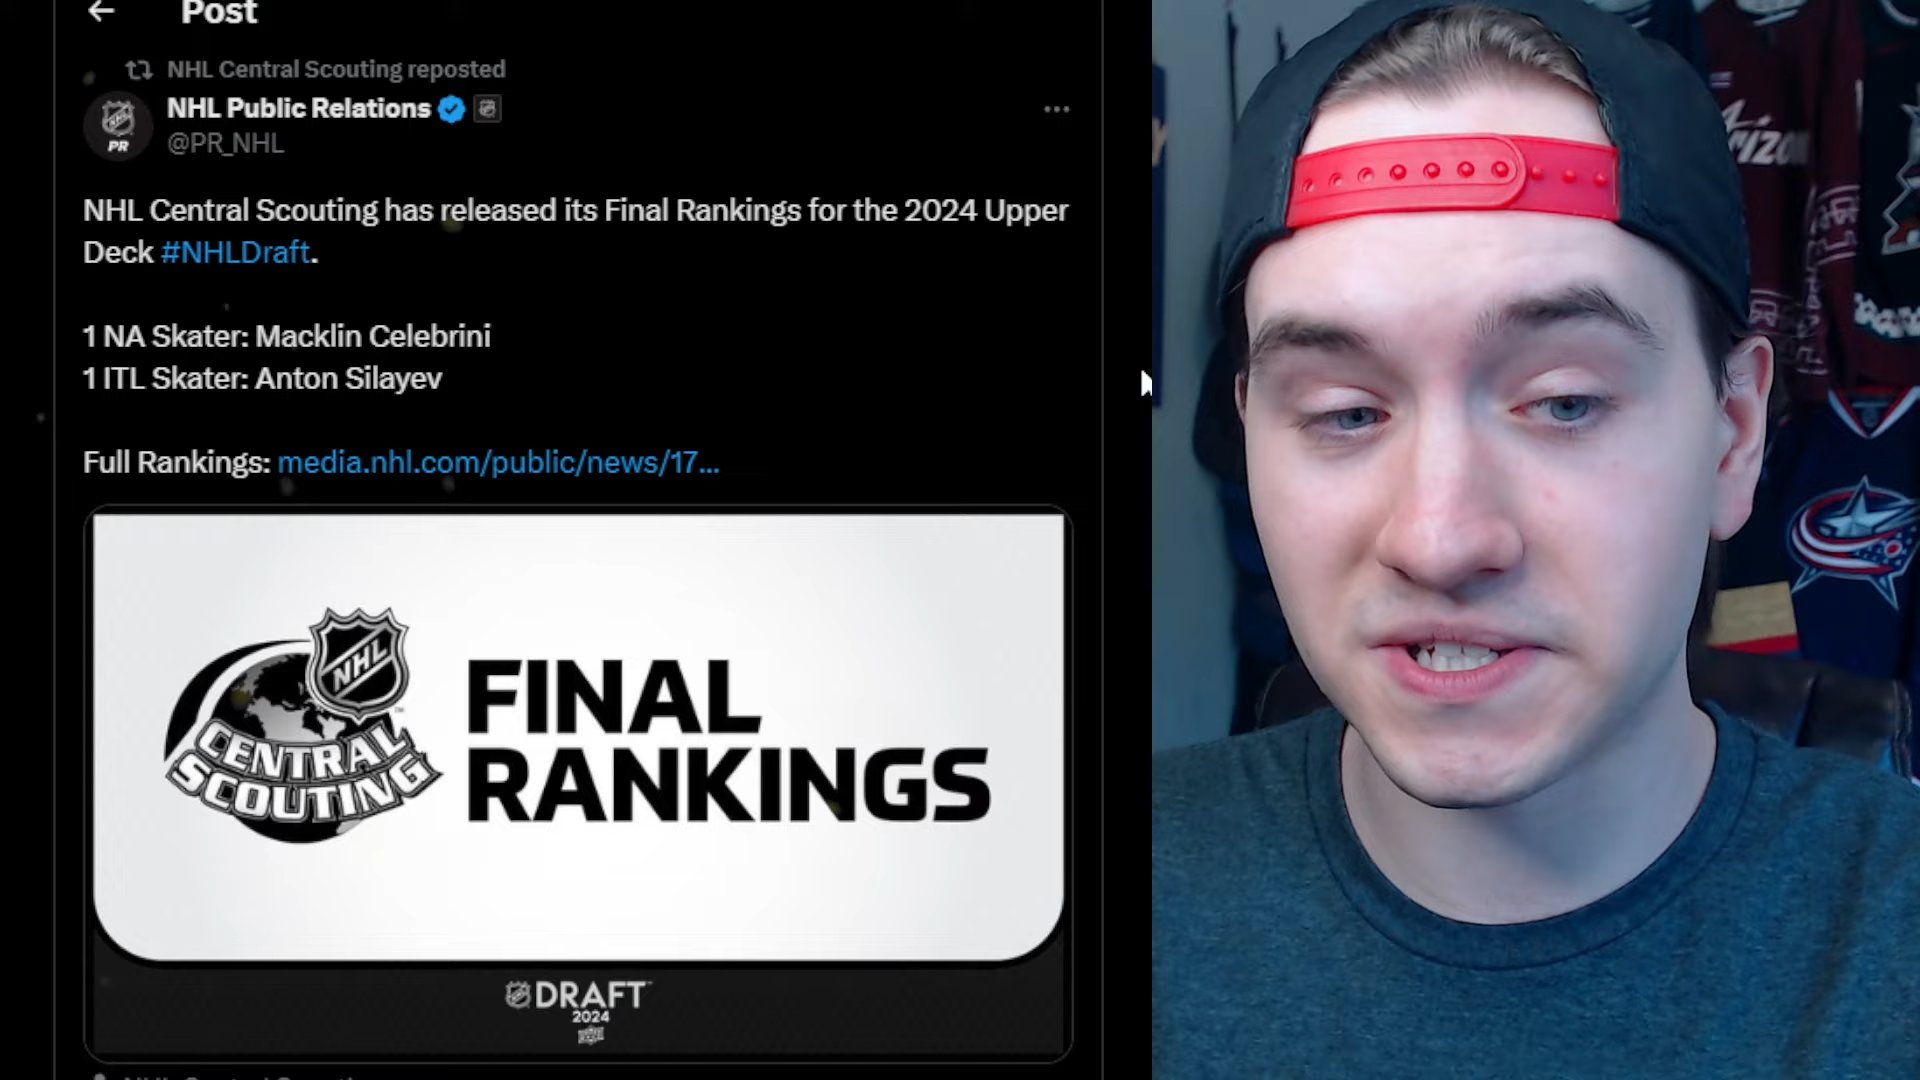 Post
NHL Central Scouting reposted
NHL Public Relations
@PR_NHL
PR
NHL Central Scouting has released its Final Rankings for the 2024 Upper
Deck #NHLDraft.
1 NA Skater: Macklin Celebrini
1 ITL Skater: Anton Silayev
Full Rankings: media.nhl.com/public/news/17...
NHL
CENTRAL
SCOUTING
FINAL
RANKINGS
DRAFT
2024